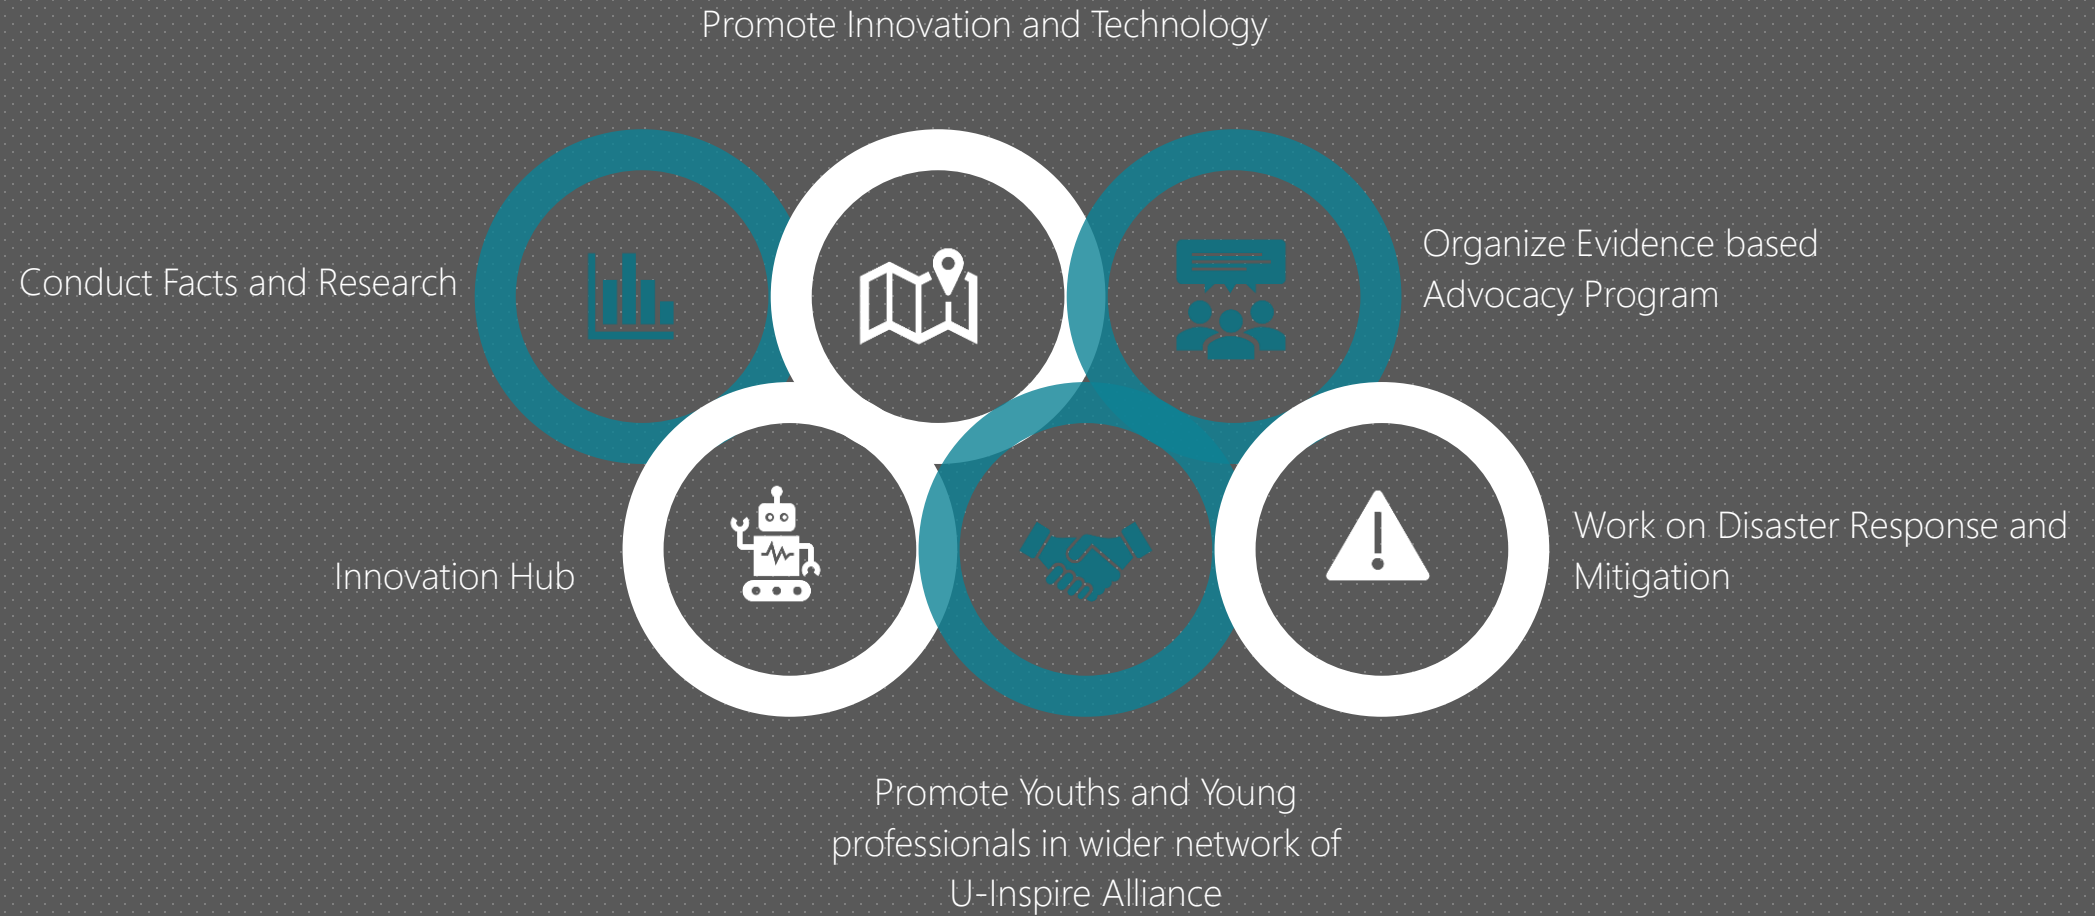 Promote Innovation and Technology
Conduct Facts and Research
Organize Evidence based
Advocacy Program
Innovation Hub
Work on Disaster Response and
Mitigation
Promote Youths and Young
professionals in wider network of
U-Inspire Alliance